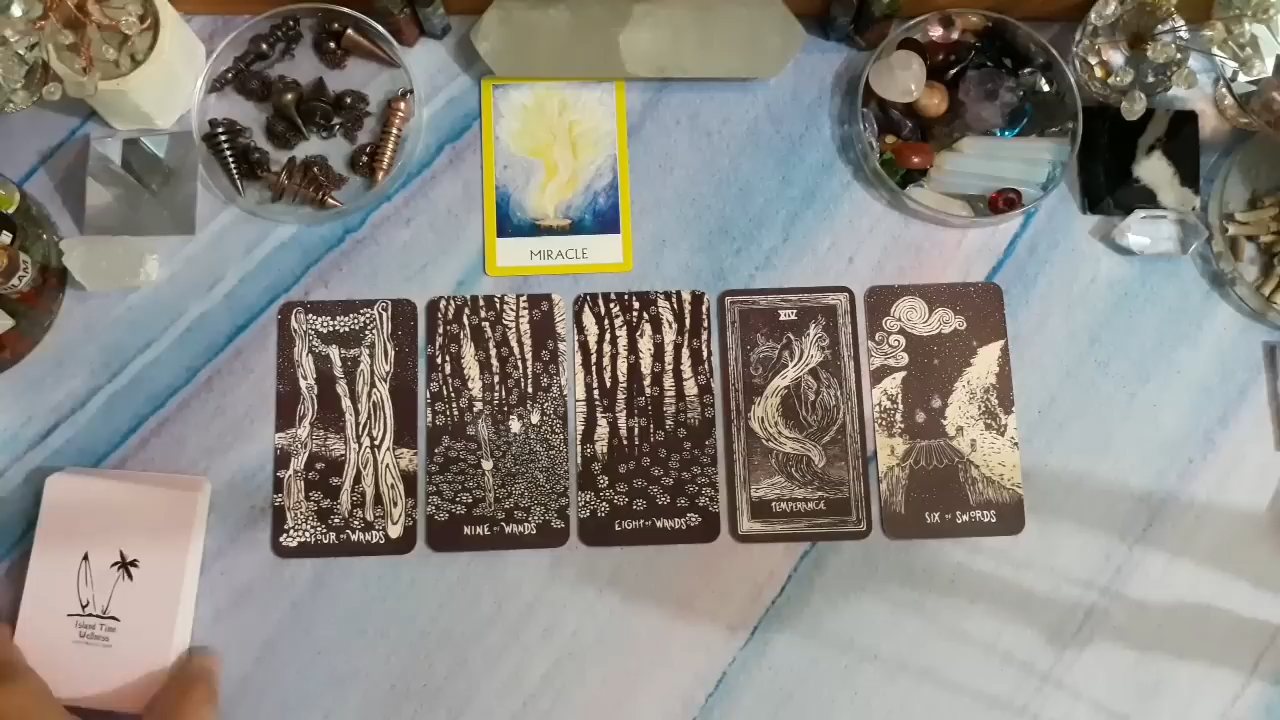 MIRACLE
FOUR OF WANDS
NINE OF WANDS
EIGHT OF WANDS
XIV
TEMPERANCE
SIX OF SWORDS
Island Time
Wellness